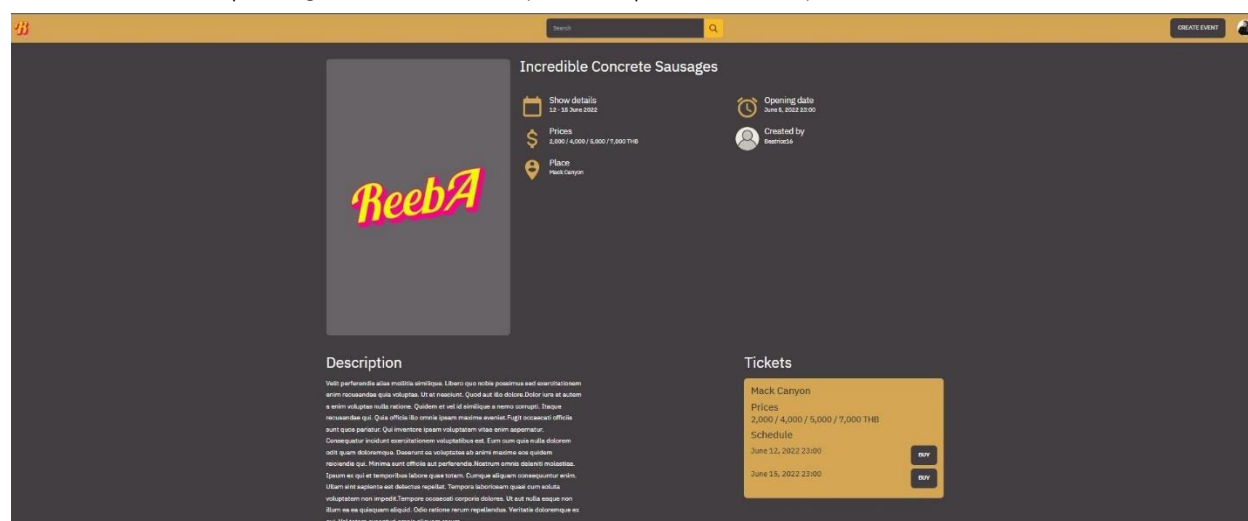 R
Search
CREATE EVENT
Incredible Concrete Sausages
Show details
12 - 15 June 2022
Opening date
June 8, 2022 23:00
Prices
2,000 / 4,000 / 5,000 / 7,000 THB
Created by
Beatrice16
Place
Mack Canyon
ReebA
Description
Velit perferendis alias mollitia similique. Libero quo nobis possimus sed exercitationem
enim recusandae quia voluptas. Ut et nesciunt. Quod aut illo dolore.Dolor iure at autem
a enim voluptas nulla ratione. Quidem et vel id similique a nemo corrupti. Itaque
recusandae qui. Quia officia illo omnis ipsam maxime eveniet.Fugit occaecati officiis
sunt quos pariatur. Qui inventore ipsam voluptatem vitae enim aspernatur.
Consequatur incidunt exercitationem voluptatibus est. Eum cum quia nulla dolorem
odit quam doloremque. Deserunt ea voluptates ab animi maxime eos quidem
reiciendis qui. Minima sunt officiis aut perferendis.Nostrum omnis deleniti molestias.
Ipsum ex qui et temporibus labore quae totam. Cumque aliquam consequuntur enim.
Ullam sint sapiente est delectus repellat. Tempora laboriosam quasi cum soluta
voluptatem non impedit.Tempore occaecati corporis dolores. Ut aut nulla eaque non
illum ea ea quisquam aliquid. Odio ratione rerum repellendus. Veritatis doloremque ex
Tickets
Mack Canyon
Prices
2,000 / 4,000 / 5,000 / 7,000 THB
Schedule
June 12, 2022 23:00
BUY
June 15, 2022 23:00
BUY